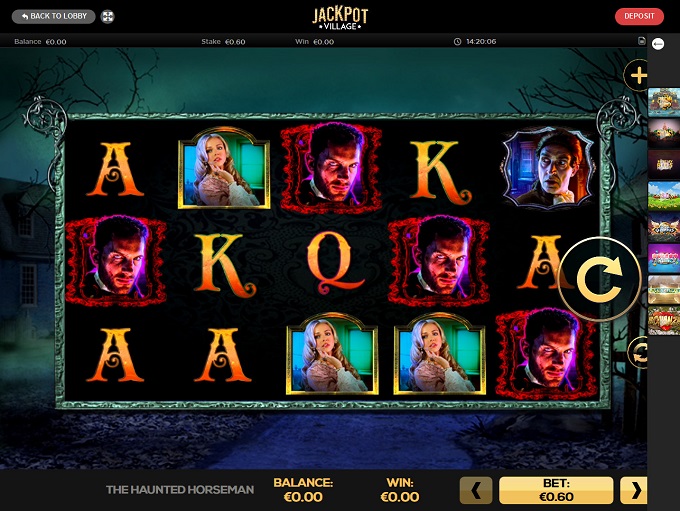 BACK TO LOBBY
JACKPOT
VILLAGE
DEPOSIT
Balance €0.00 Stake €0.60 Win €0.00 14:20:06
A K
K Q A
A A
THE HAUNTED HORSEMAN
BALANCE:
€0.00
WIN:
€0.00
BET:
€0.60